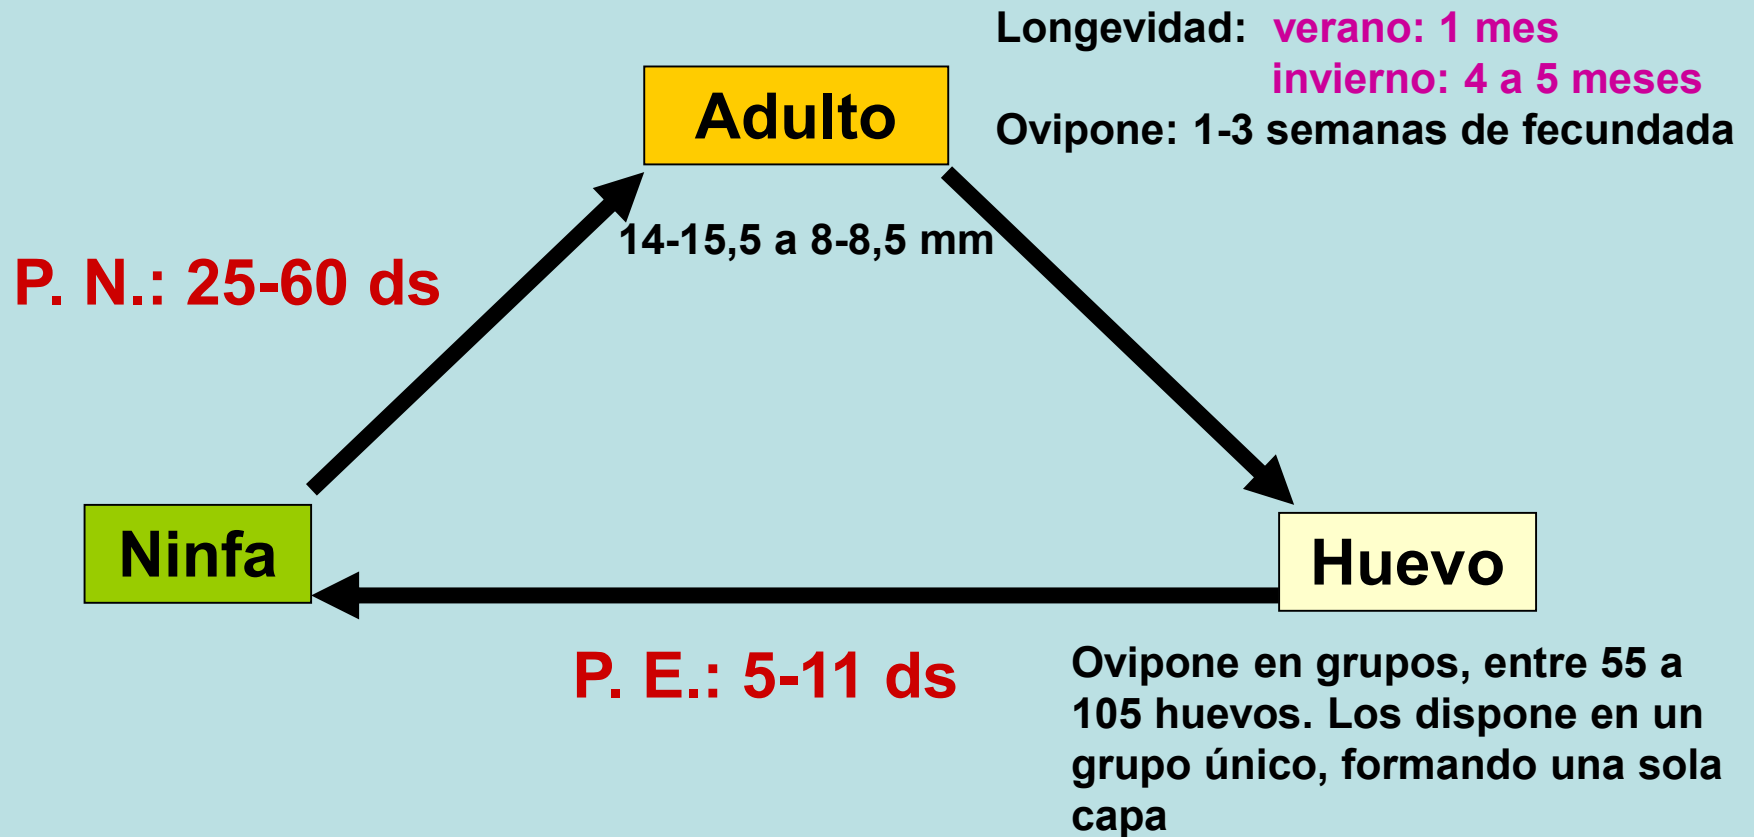 Longevidad: verano: 1 mes
invierno: 4 a 5 meses
Adulto
Ovipone: 1-3 semanas de fecundada
14-15,5 a 8-8,5 mm
P. N.: 25-60 ds
Ninfa
Huevo
P. E.: 5-11 ds
Ovipone en grupos, entre 55 a
105 huevos. Los dispone en un
grupo único, formando una sola
capa